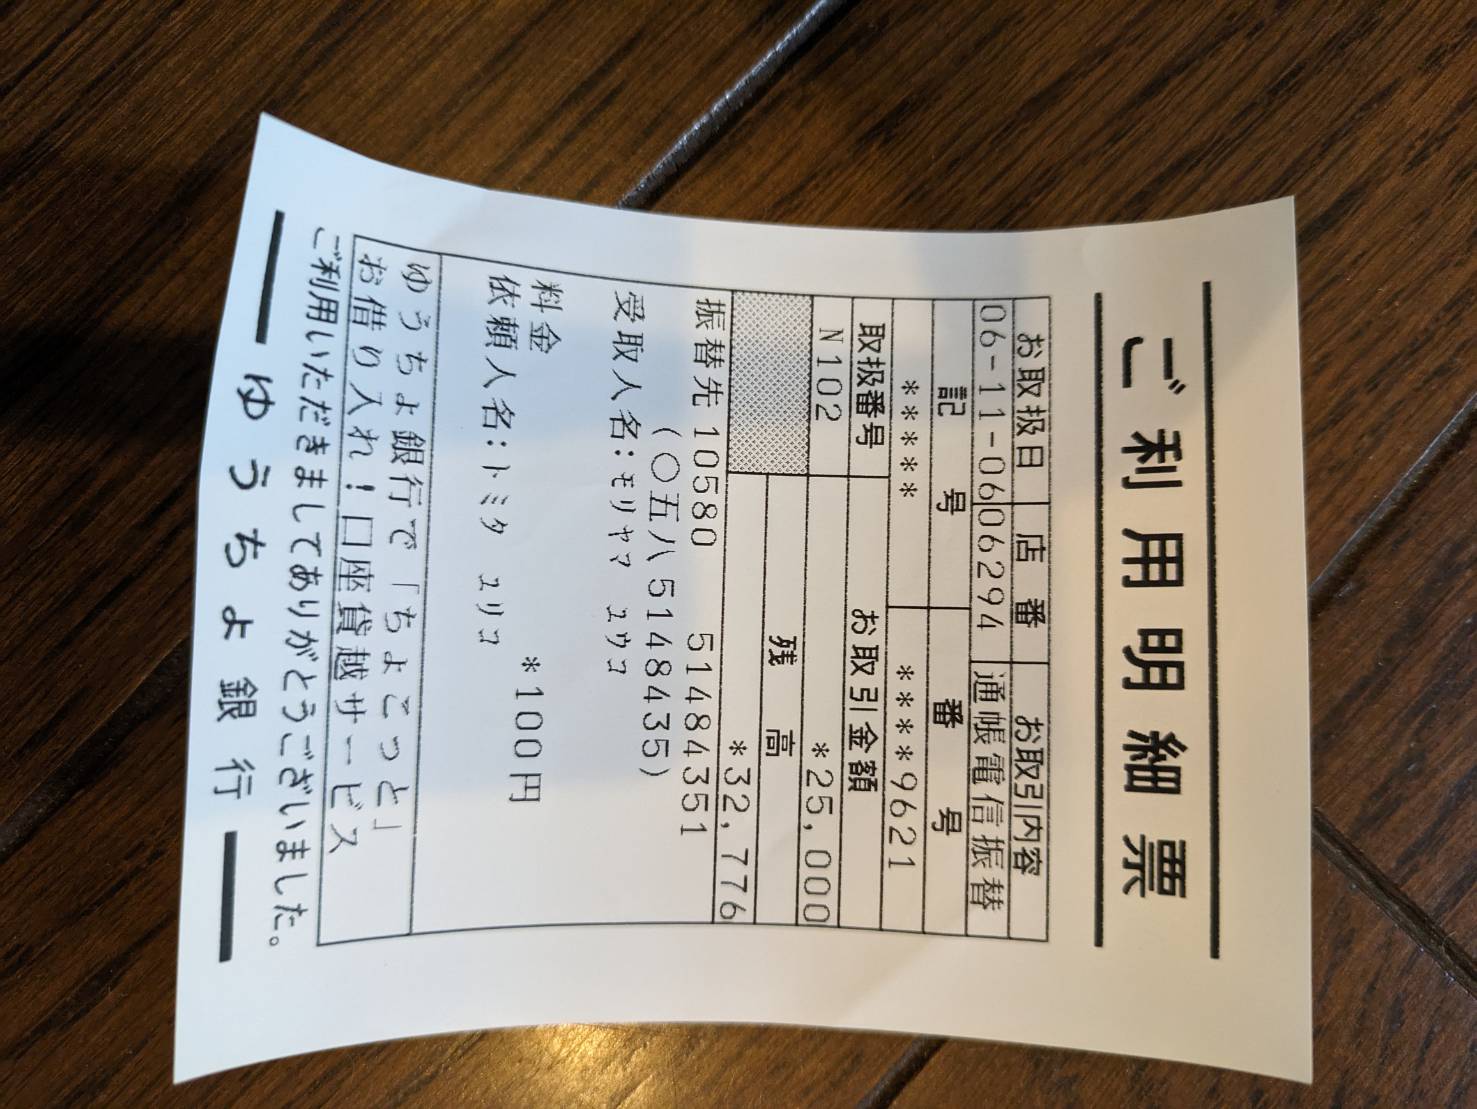 ご利用明細票
お取扱日 店番 お取引内容
06-11-06 06294 通帳電信振替
記号 番号
***** ****9621
取扱番号 お取引金額
N102 *25,000
残高
*32,776
振替先 10580 51484351
(〇五八 5148435)
受取人名:モリヤマ ユウコ
料金 *100円
依頼人名:トミタ ユリコ
ゆうちょ銀行で「ちょこっと」
お借り入れ!口座貸越サービス
ご利用いただきましてありがとうございました。
ゆうちょ銀行